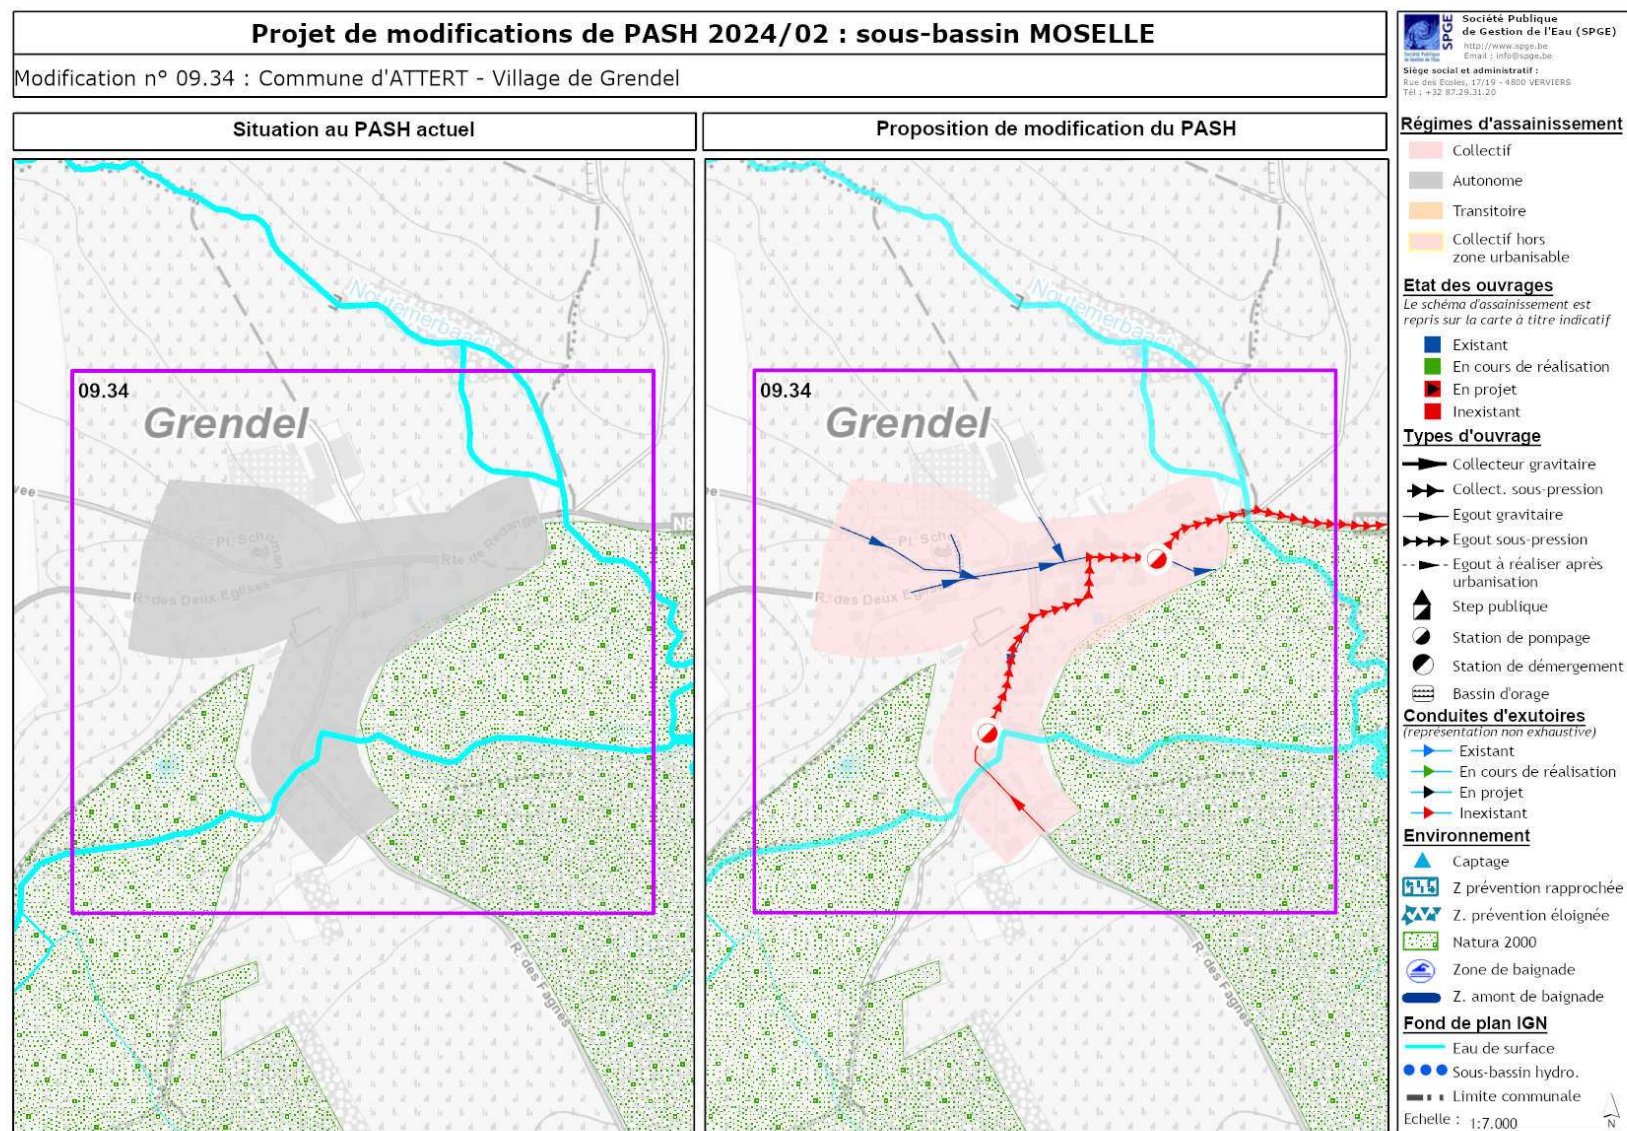 Projet de modifications de PASH 2024/02 : sous-bassin MOSELLE
Modification n° 09.34 : Commune d'ATTERT - Village de Grendel
Situation au PASH actuel
Proposition de modification du PASH
Noutemerbach
09.34
Grendel
N8
Pl. Schuman
Rte de Rédange
R. des Deux Eglises
R. des Fagnes
Noutemerbach
09.34
Grendel
Pl. Sch
R. des Deux Eglises
R. des Fagnes
SPGE
Société Publique
de Gestion de l'Eau (SPGE)
http://www.spge.be
Email : info@spge.be
Siège social et administratif :
Rue des Ecoles, 17/19 - 4800 VERVIERS
Tél : +32 87.29.31.20
Régimes d'assainissement
Collectif
Autonome
Transitoire
Collectif hors
zone urbanisable
Etat des ouvrages
Le schéma d'assainissement est
repris sur la carte à titre indicatif
Existant
En cours de réalisation
En projet
Inexistant
Types d'ouvrage
Collecteur gravitaire
Collect. sous-pression
Egout gravitaire
Egout sous-pression
Egout à réaliser après
urbanisation
Step publique
Station de pompage
Station de démergement
Bassin d'orage
Conduites d'exutoires
(représentation non exhaustive)
Existant
En cours de réalisation
En projet
Inexistant
Environnement
Captage
Z prévention rapprochée
Z. prévention éloignée
Natura 2000
Zone de baignade
Z. amont de baignade
Fond de plan IGN
Eau de surface
Sous-bassin hydro.
Limite communale
Echelle : 1:7.000
N